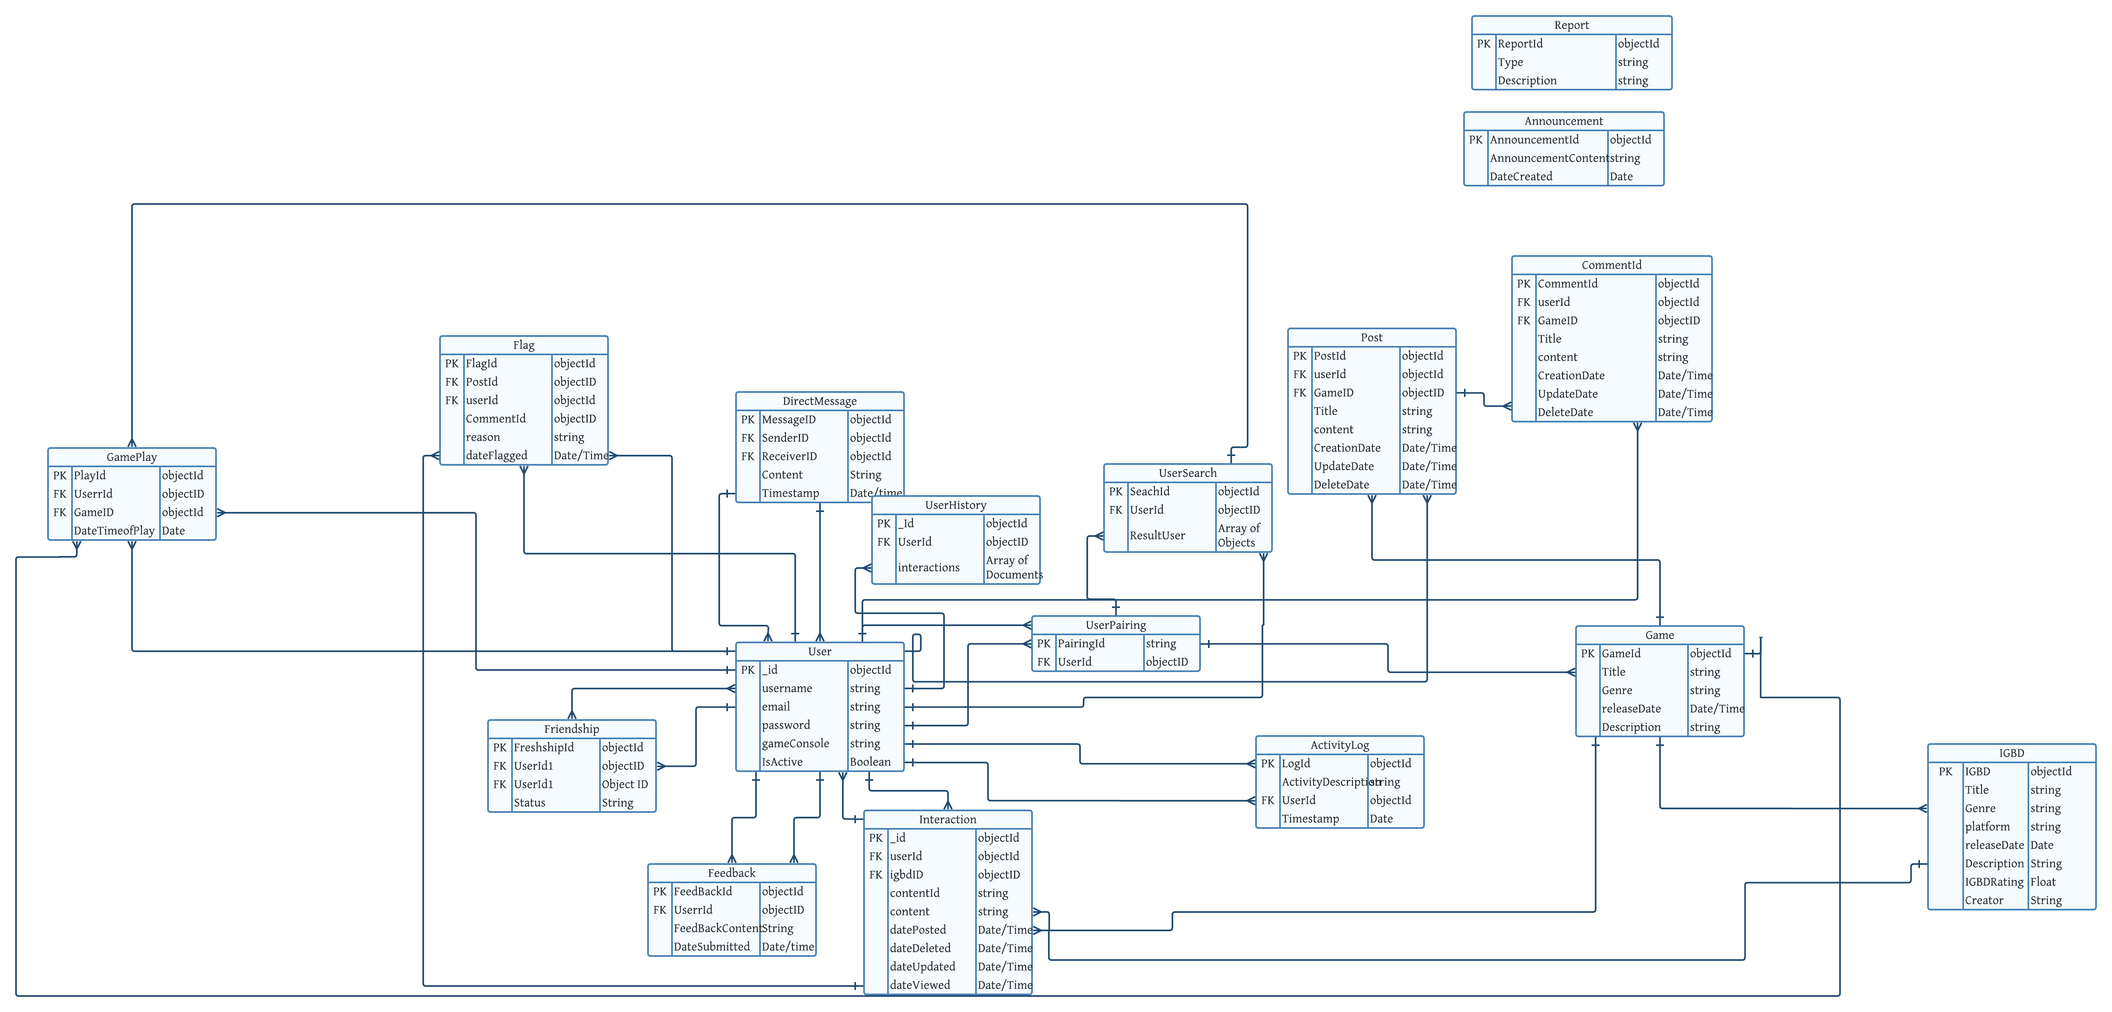 Report
PK ReportId objectId
Type string
Description string
Announcement
PK AnnouncementId objectId
AnnouncementContent string
DateCreated Date
CommentId
PK CommentId objectId
FK userId objectId
FK GameID objectID
Title string
content string
CreationDate Date/Time
UpdateDate Date/Time
DeleteDate Date/Time
Post
PK PostId objectId
FK userId objectId
FK GameID objectID
Title string
content string
CreationDate Date/Time
UpdateDate Date/Time
DeleteDate Date/Time
Flag
PK FlagId objectId
FK PostId objectID
FK userId objectId
CommentId objectID
reason string
dateFlagged Date/Time
DirectMessage
PK MessageID objectId
FK SenderID objectId
FK ReceiverID objectId
Content String
Timestamp Date/time
GamePlay
PK PlayId objectId
FK UserrId objectID
FK GameID objectId
DateTimeofPlay Date
UserSearch
PK SeachId objectId
FK UserId objectID
ResultUser Array of
Objects
UserHistory
PK _Id objectId
FK UserId objectID
interactions Array of
Documents
UserPairing
PK PairingId string
FK UserId objectID
Game
PK GameId objectId
Title string
Genre string
releaseDate Date/Time
Description string
User
PK _id objectId
username string
email string
password string
gameConsole string
IsActive Boolean
Friendship
PK FreshshipId objectId
FK UserId1 objectID
FK UserId1 Object ID
Status String
ActivityLog
PK LogId objectId
ActivityDescription string
FK UserId objectId
Timestamp Date
IGBD
PK IGBD objectId
Title string
Genre string
platform string
releaseDate Date
Description String
IGBDRating Float
Creator String
Interaction
PK _id objectId
FK userId objectId
FK igbdID objectID
contentId string
content string
datePosted Date/Time
dateDeleted Date/Time
dateUpdated Date/Time
dateViewed Date/Time
Feedback
PK FeedBackId objectId
FK UserrId objectID
FeedBackContent String
DateSubmitted Date/time